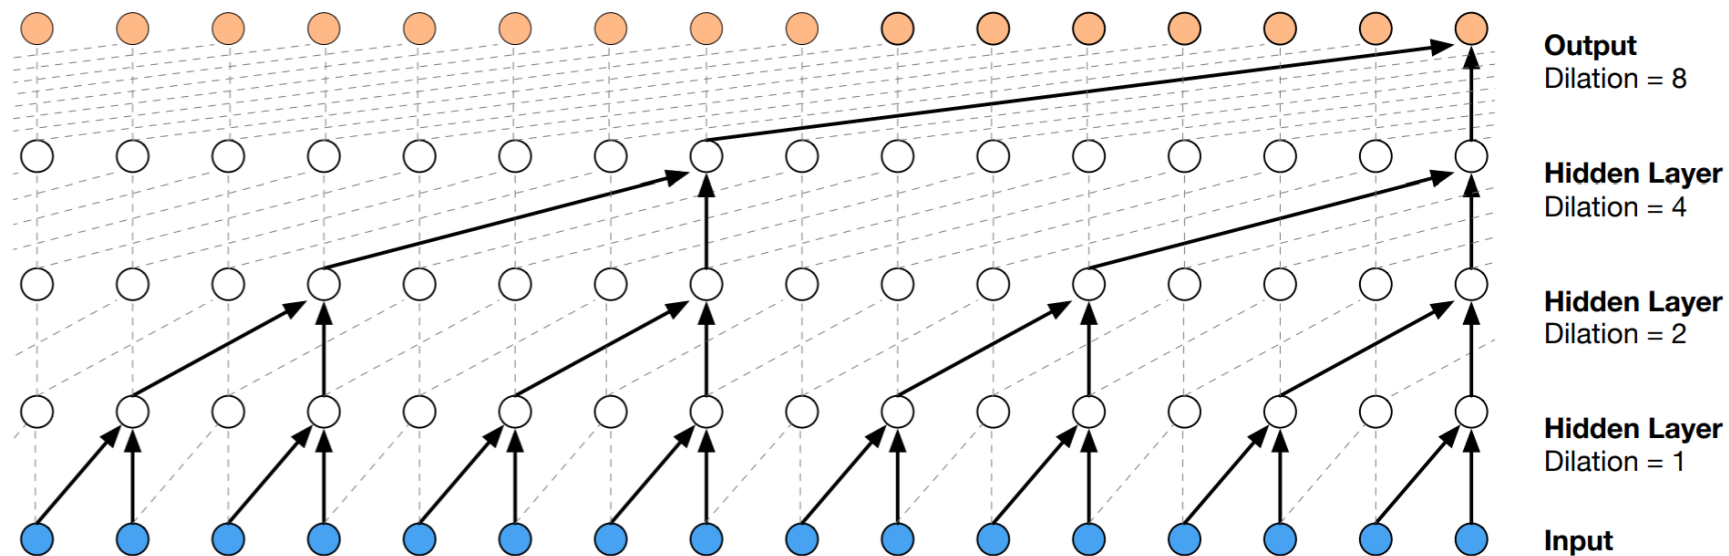 Output
Dilation = 8
Hidden Layer
Dilation = 4
Hidden Layer
Dilation = 2
Hidden Layer
Dilation = 1
Input